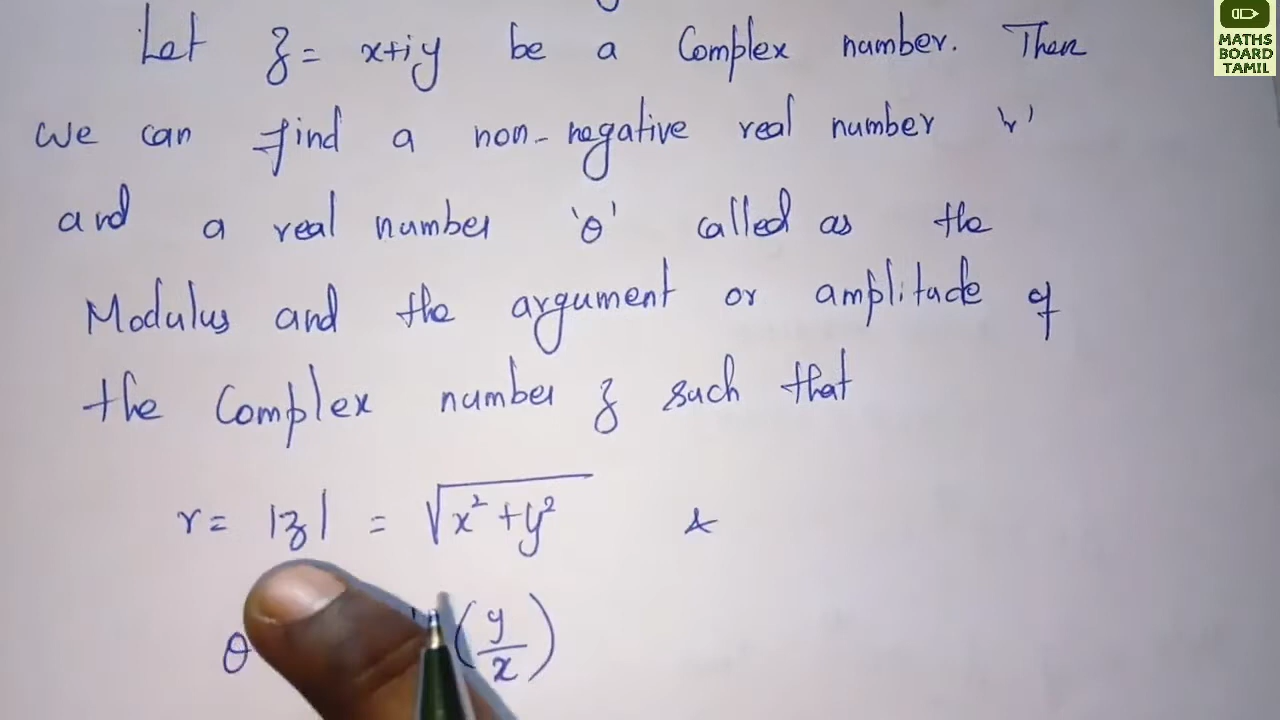 Let z = x+iy be a Complex number. Then
we can find a non-negative real number 'r'
and a real number 'θ' called as the
Modulus and the argument or amplitude of
the Complex number z such that
r = |z| = √(x²+y²) &
θ (y/x)
MATHS
BOARD
TAMIL